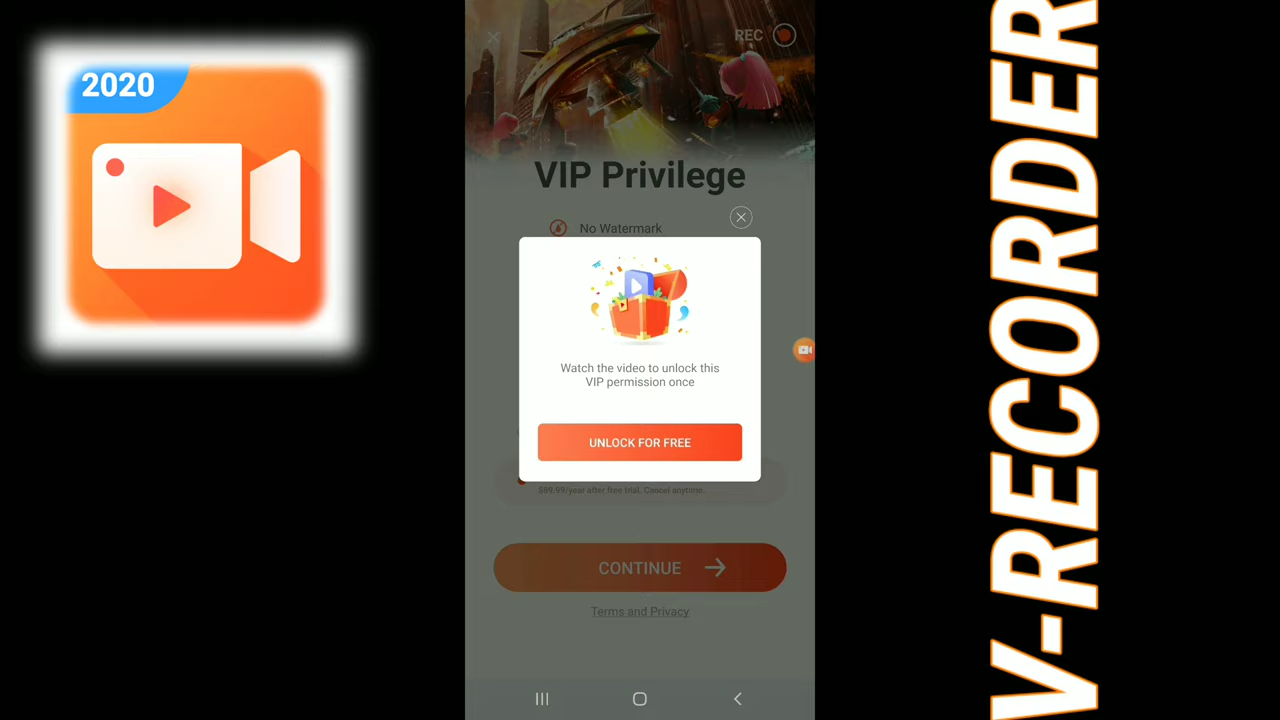 2020
REC
VIP Privilege
No Watermark
Watch the video to unlock this
VIP permission once
UNLOCK FOR FREE
$99.99/year after free trial. Cancel anytime.
CONTINUE
Terms and Privacy
V-RECORDER